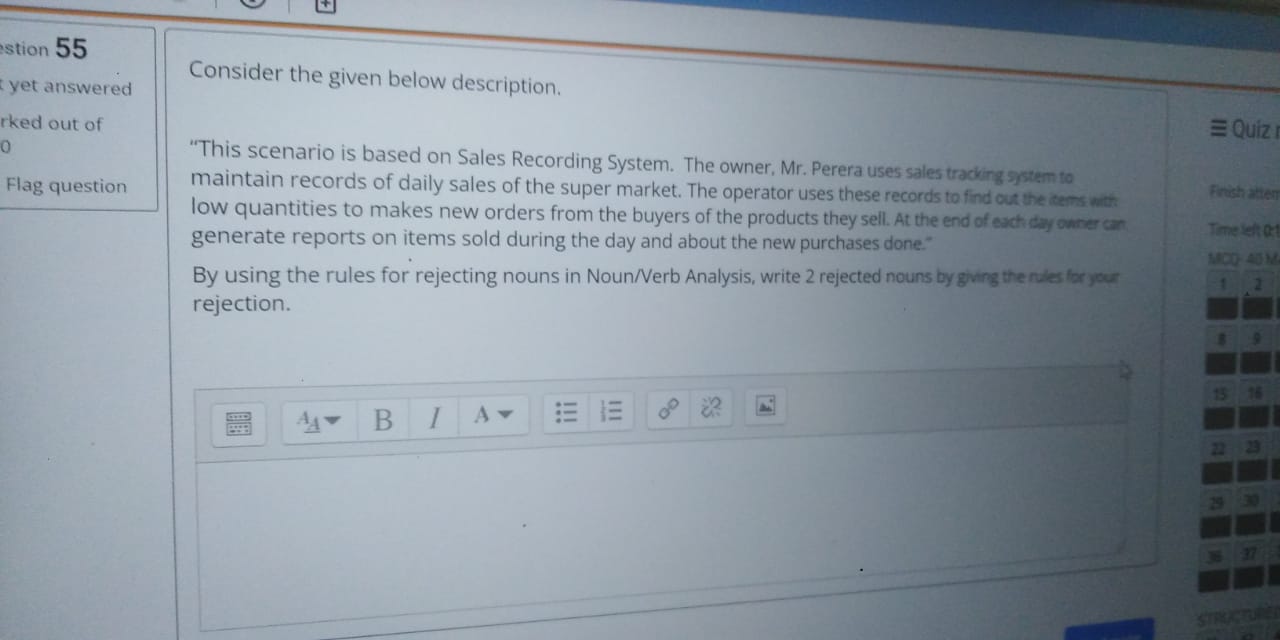 estion 55
yet answered
rked out of
0
Flag question
Consider the given below description.
“This scenario is based on Sales Recording System. The owner, Mr. Perera uses sales tracking system to
maintain records of daily sales of the super market. The operator uses these records to find out the items with
low quantities to makes new orders from the buyers of the products they sell. At the end of each day owner can
generate reports on items sold during the day and about the new purchases done.”
By using the rules for rejecting nouns in Noun/Verb Analysis, write 2 rejected nouns by giving the rules for your
rejection.
B I A
Quiz
Finish attem
Time left 0:1
MCQ- 40 M
1 2
8 9
15 16
22 23
29 30
36 37
STRUCTURED